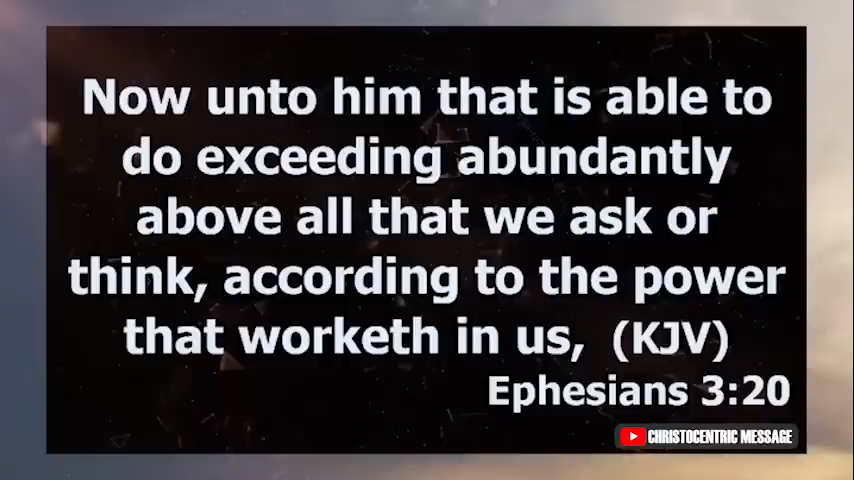 Now unto him that is able to
do exceeding abundantly
above all that we ask or
think, according to the power
that worketh in us, (KJV)
Ephesians 3:20
CHRISTOCENTRIC MESSAGE